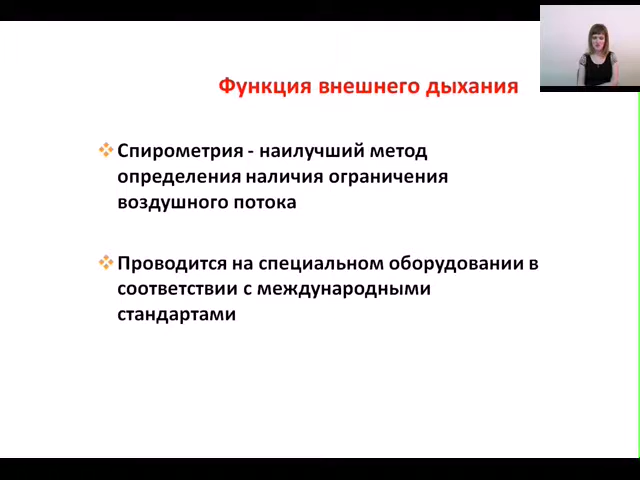 Функция внешнего дыхания
Спирометрия - наилучший метод
определения наличия ограничения
воздушного потока
Проводится на специальном оборудовании в
соответствии с международными
стандартами